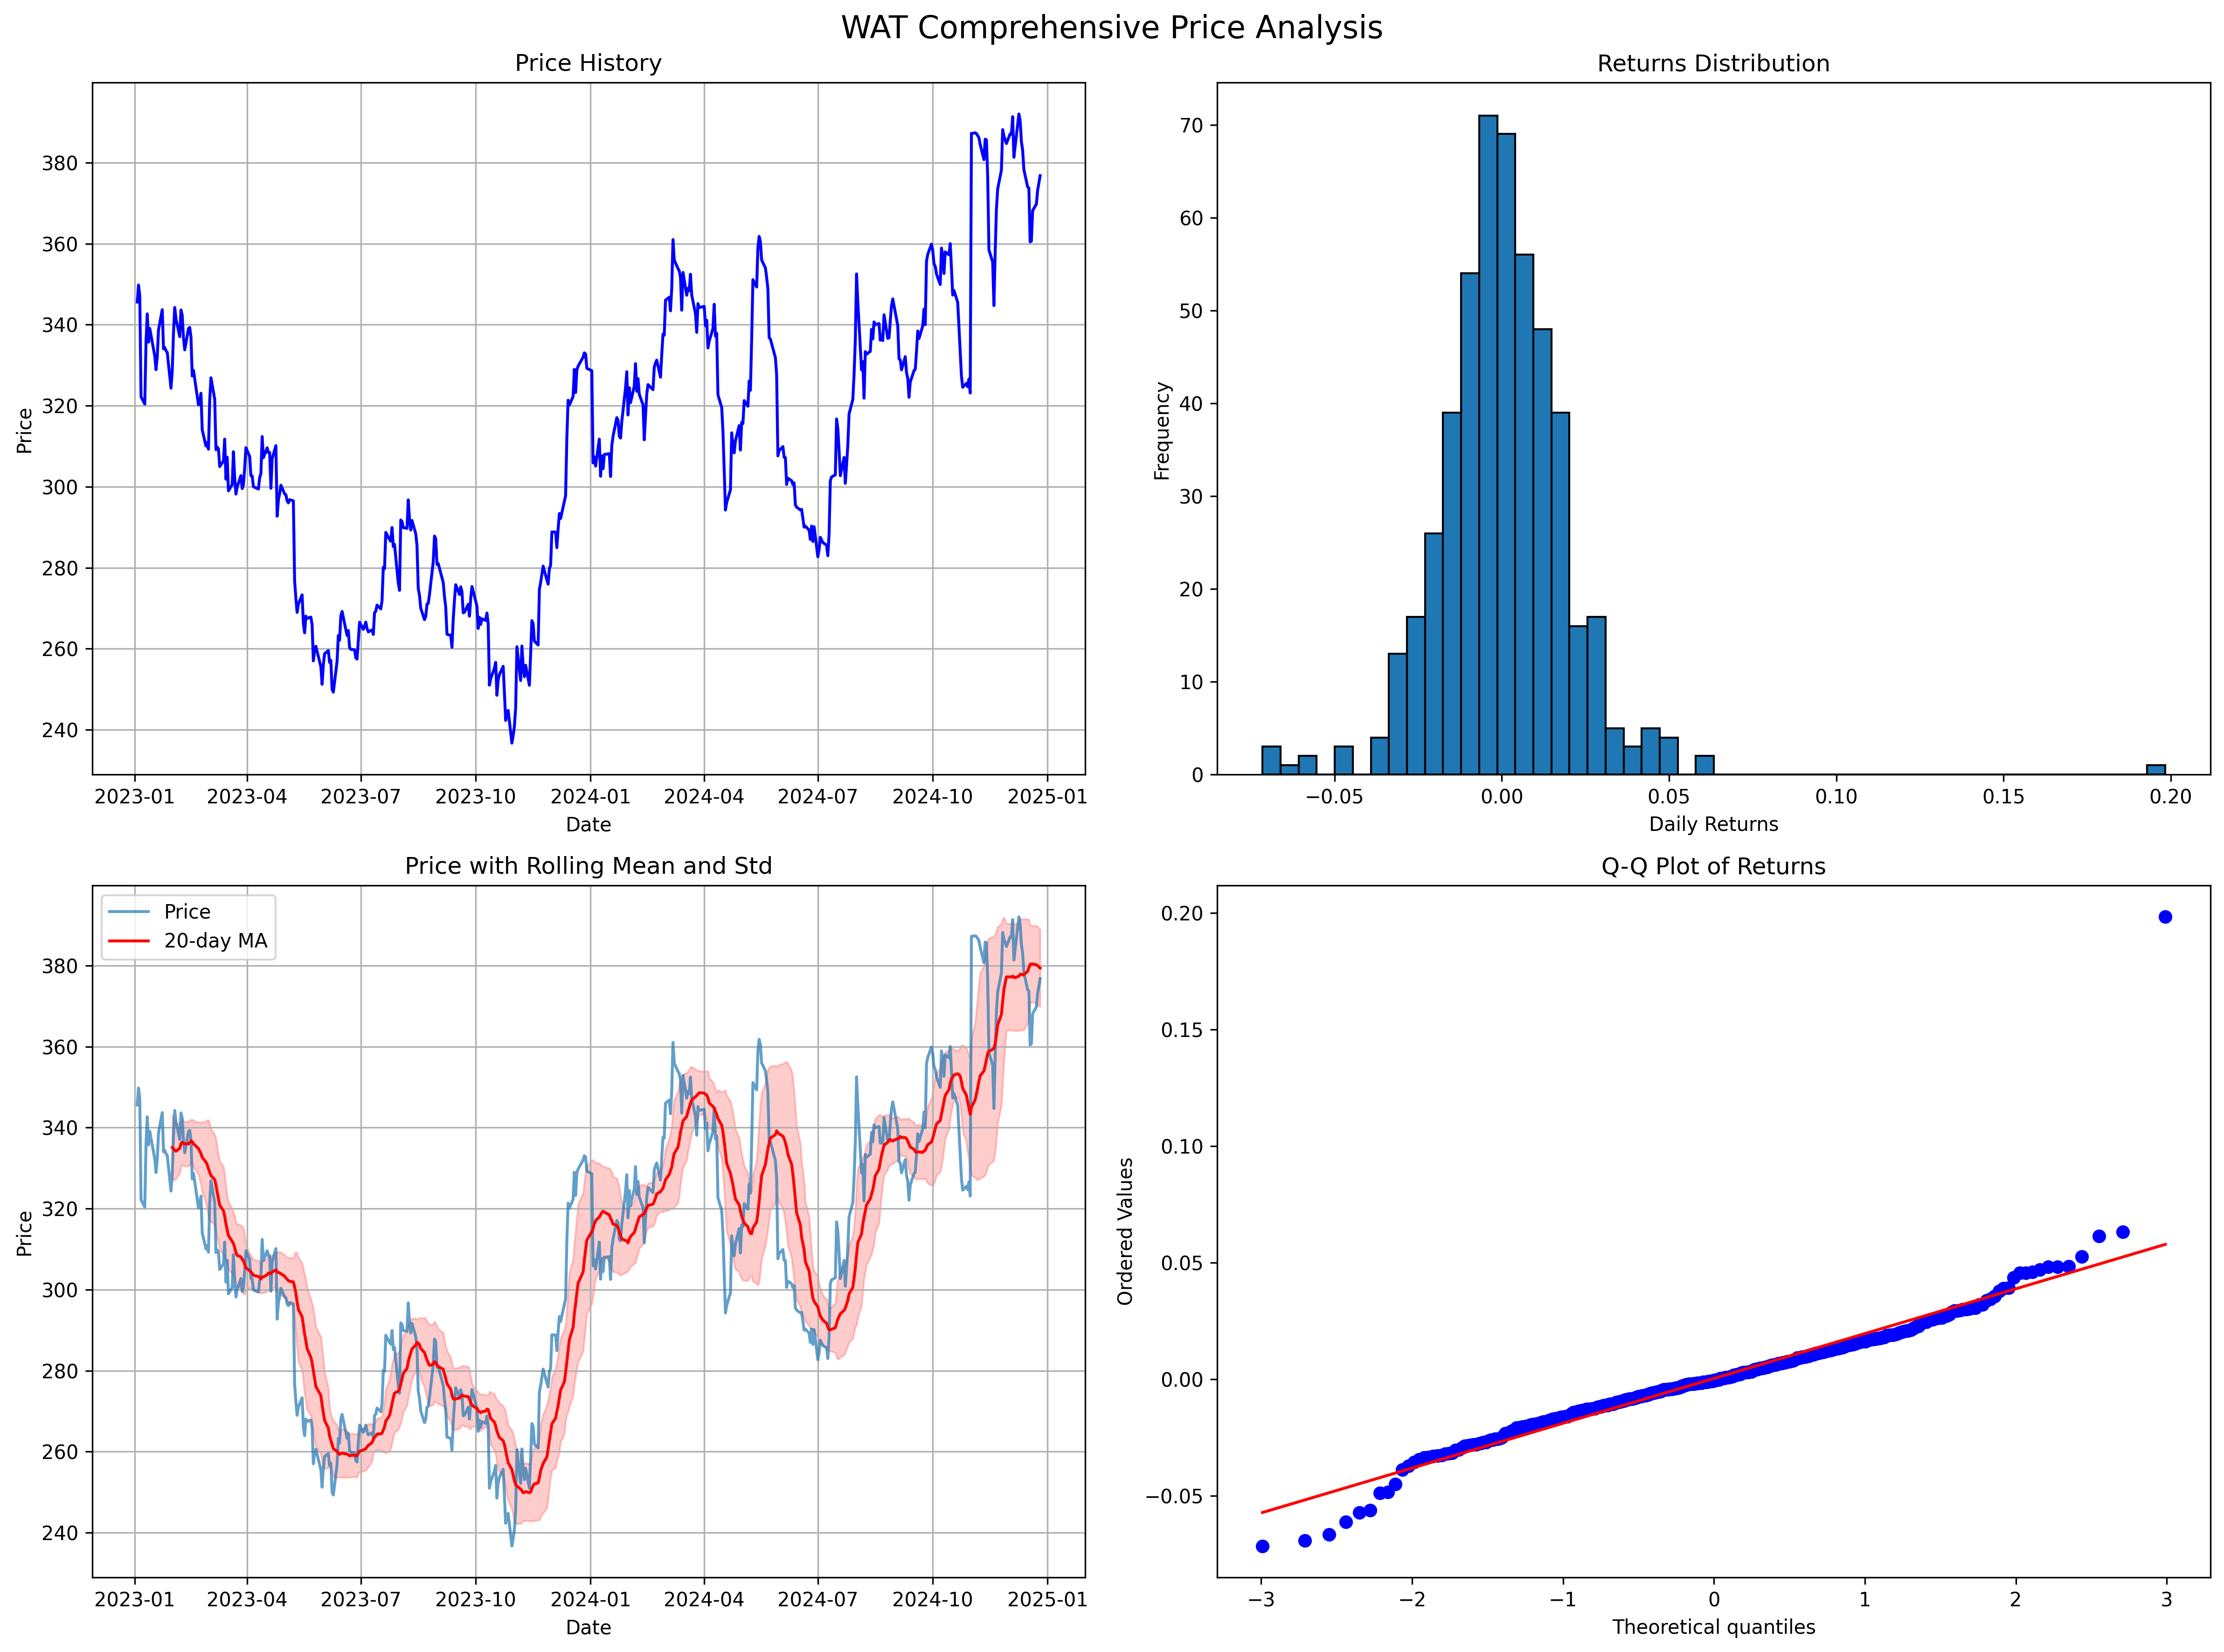 WAT Comprehensive Price Analysis
Price History
380
360
340
320
300
280
260
240
Price
2023-01 2023-04 2023-07 2023-10 2024-01 2024-04 2024-07 2024-10 2025-01
Date
Returns Distribution
70
60
50
40
30
20
10
0
Frequency
−0.05 0.00 0.05 0.10 0.15 0.20
Daily Returns
Price with Rolling Mean and Std
Price
20-day MA
380
360
340
320
300
280
260
240
Price
2023-01 2023-04 2023-07 2023-10 2024-01 2024-04 2024-07 2024-10 2025-01
Date
Q-Q Plot of Returns
0.20
0.15
0.10
0.05
0.00
−0.05
Ordered Values
−3 −2 −1 0 1 2 3
Theoretical quantiles